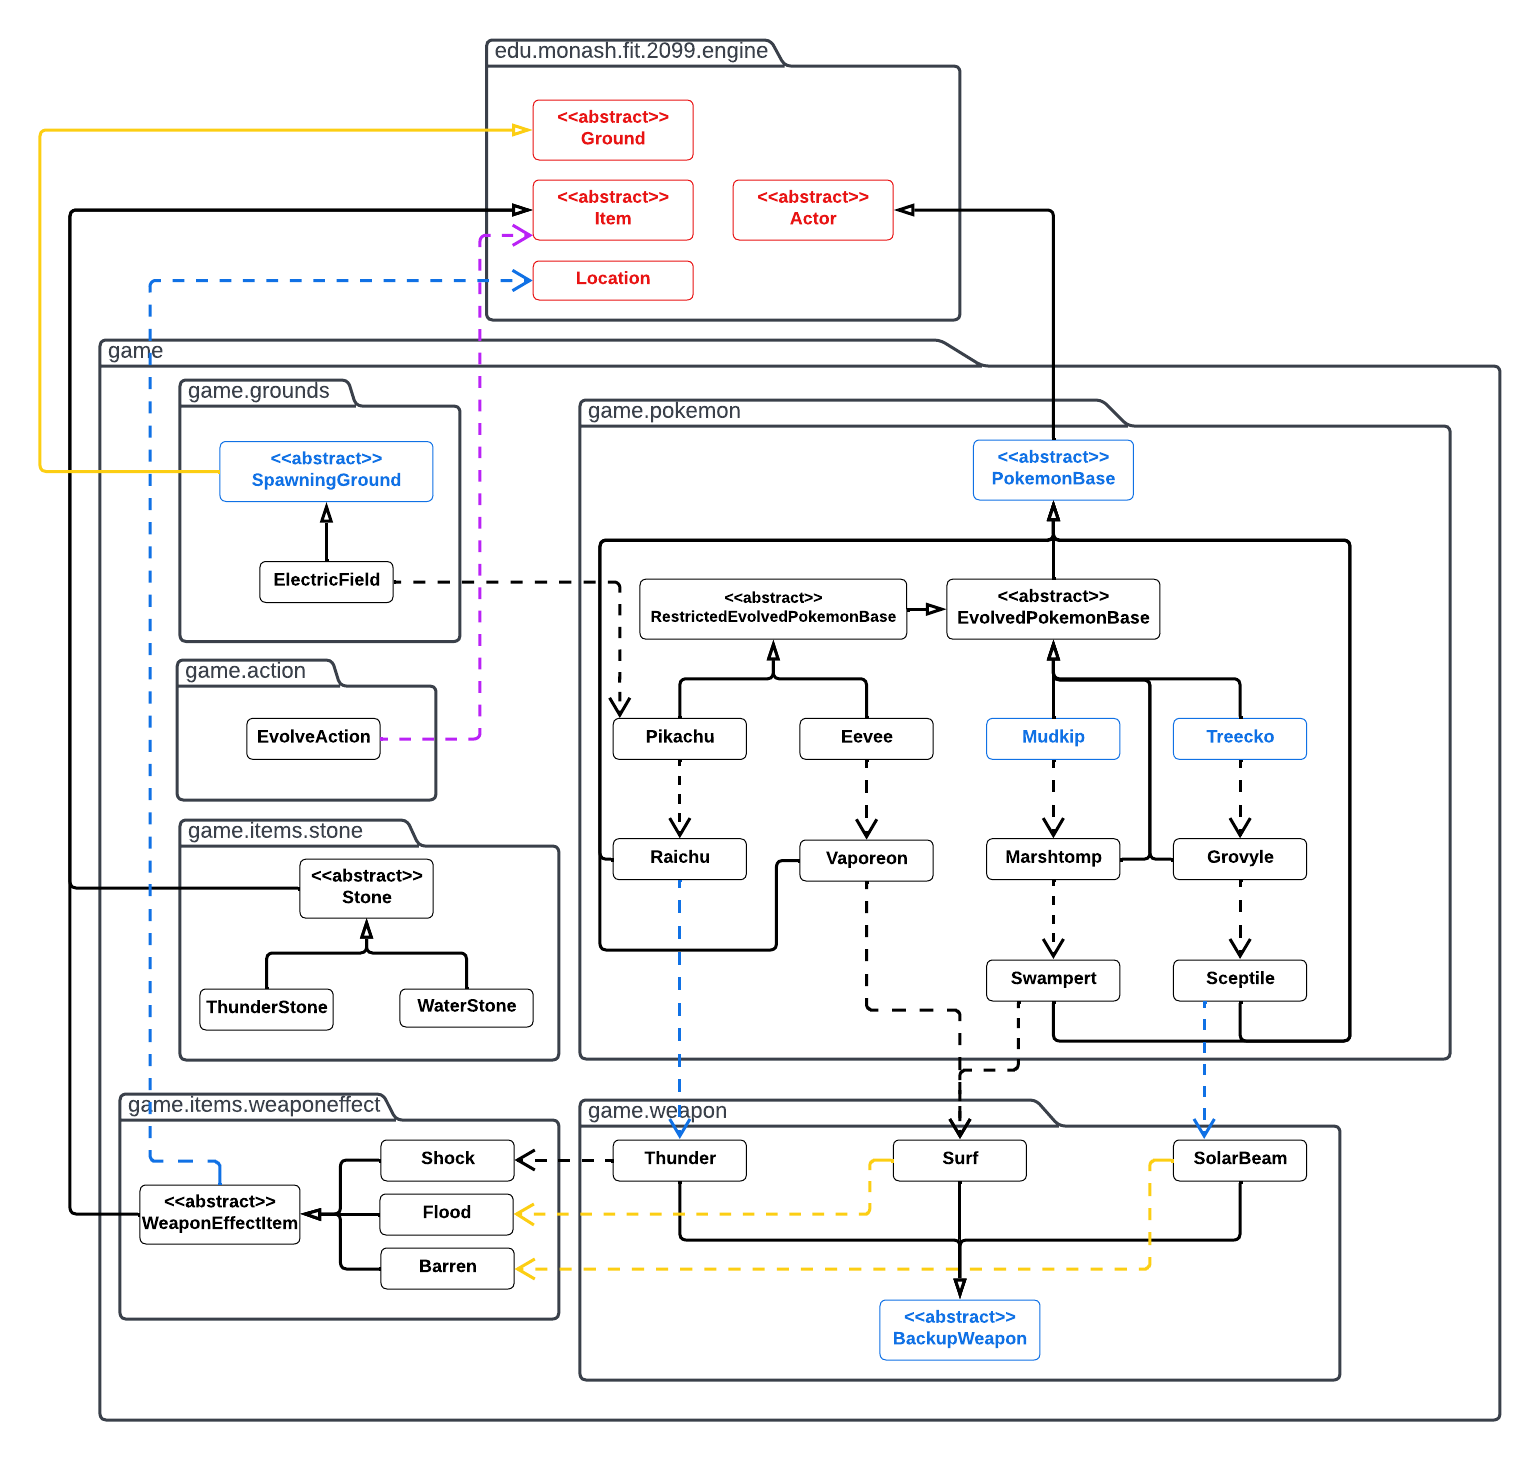 edu.monash.fit.2099.engine
<<abstract>>
Ground
<<abstract>>
Item
<<abstract>>
Actor
Location
game
game.grounds
<<abstract>>
SpawningGround
ElectricField
game.action
EvolveAction
game.items.stone
<<abstract>>
Stone
ThunderStone
WaterStone
game.items.weaponeffect
<<abstract>>
WeaponEffectItem
Shock
Flood
Barren
game.pokemon
<<abstract>>
PokemonBase
<<abstract>>
RestrictedEvolvedPokemonBase
<<abstract>>
EvolvedPokemonBase
Pikachu
Eevee
Mudkip
Treecko
Raichu
Vaporeon
Marshtomp
Grovyle
Swampert
Sceptile
game.weapon
Thunder
Surf
SolarBeam
<<abstract>>
BackupWeapon